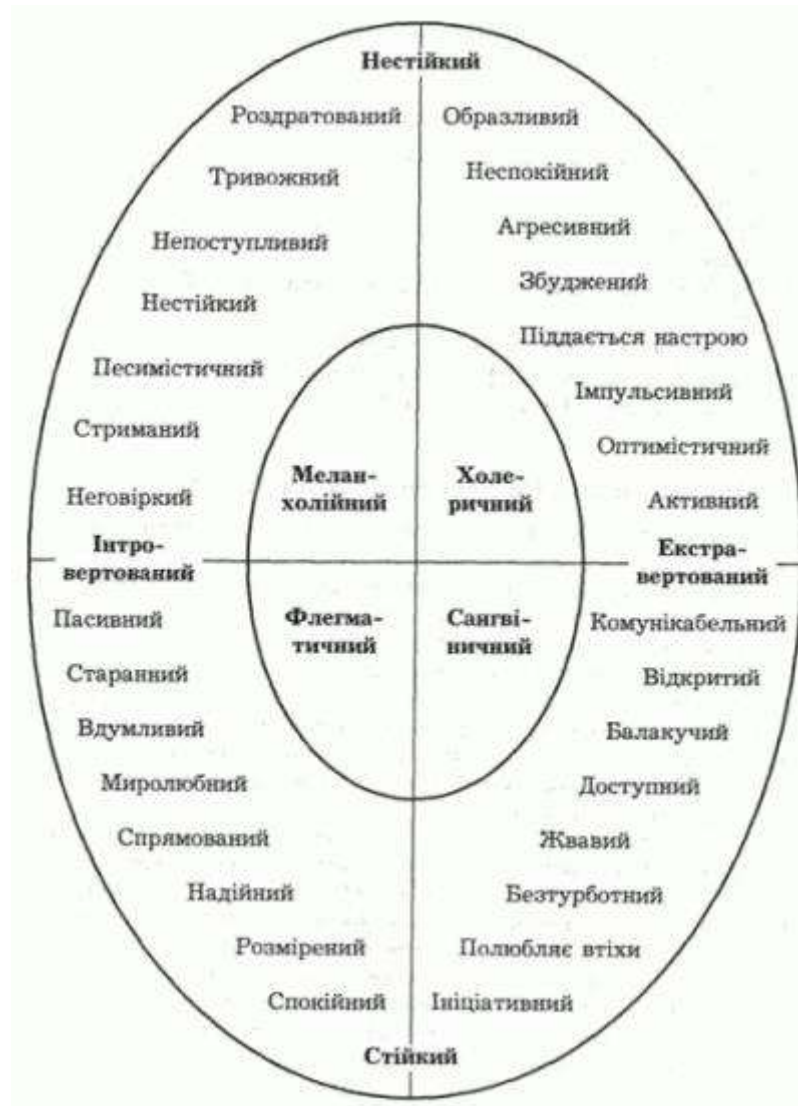 Нестійкий
Роздратований Образливий
Тривожний Неспокійний
Непоступливий Агресивний
Нестійкий Збуджений
Песимістичний Піддається настрою
Стриманий Імпульсивний
Неговіркий Оптимістичний
Активний
Мелан-
холійний
Холе-
ричний
Інтро-
вертований
Екстра-
вертований
Флегма-
тичний
Сангві-
ничний
Пасивний Комунікабельний
Старанний Відкритий
Вдумливий Балакучий
Миролюбний Доступний
Спрямований Жвавий
Надійний Безтурботний
Розмірений Полюбляє втіхи
Спокійний Ініціативний
Стійкий